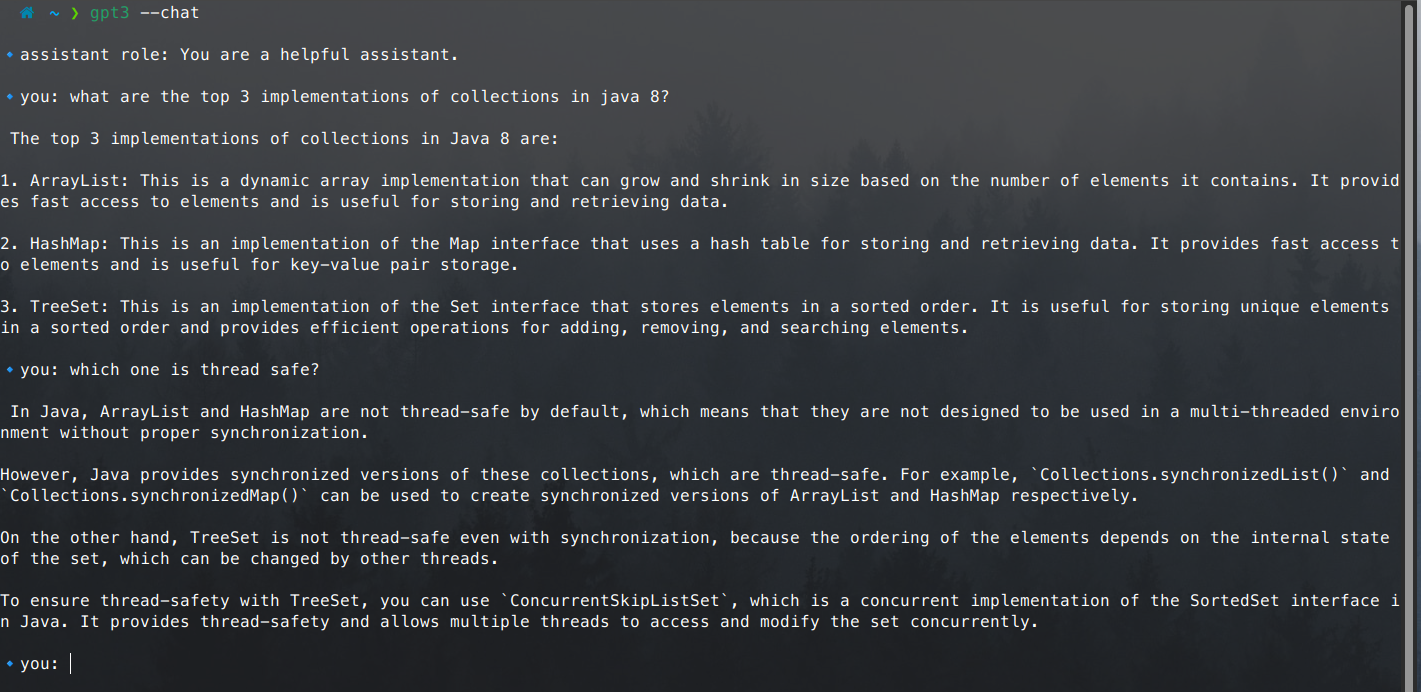 ~ ❯ gpt3 --chat
assistant role: You are a helpful assistant.
you: what are the top 3 implementations of collections in java 8?
The top 3 implementations of collections in Java 8 are:
1. ArrayList: This is a dynamic array implementation that can grow and shrink in size based on the number of elements it contains. It provid
es fast access to elements and is useful for storing and retrieving data.
2. HashMap: This is an implementation of the Map interface that uses a hash table for storing and retrieving data. It provides fast access t
o elements and is useful for key-value pair storage.
3. TreeSet: This is an implementation of the Set interface that stores elements in a sorted order. It is useful for storing unique elements
in a sorted order and provides efficient operations for adding, removing, and searching elements.
you: which one is thread safe?
In Java, ArrayList and HashMap are not thread-safe by default, which means that they are not designed to be used in a multi-threaded enviro
nment without proper synchronization.
However, Java provides synchronized versions of these collections, which are thread-safe. For example, `Collections.synchronizedList()` and
`Collections.synchronizedMap()` can be used to create synchronized versions of ArrayList and HashMap respectively.
On the other hand, TreeSet is not thread-safe even with synchronization, because the ordering of the elements depends on the internal state
of the set, which can be changed by other threads.
To ensure thread-safety with TreeSet, you can use `ConcurrentSkipListSet`, which is a concurrent implementation of the SortedSet interface i
n Java. It provides thread-safety and allows multiple threads to access and modify the set concurrently.
you: